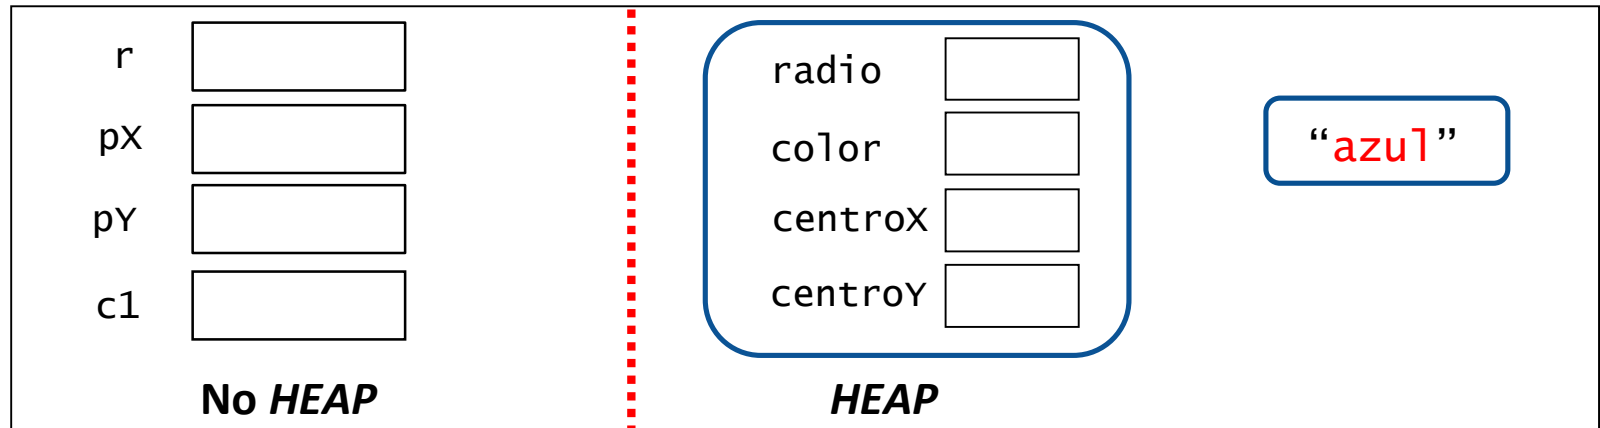 r
pX
pY
c1
No HEAP
radio
color
centroX
centroY
HEAP
“azul”